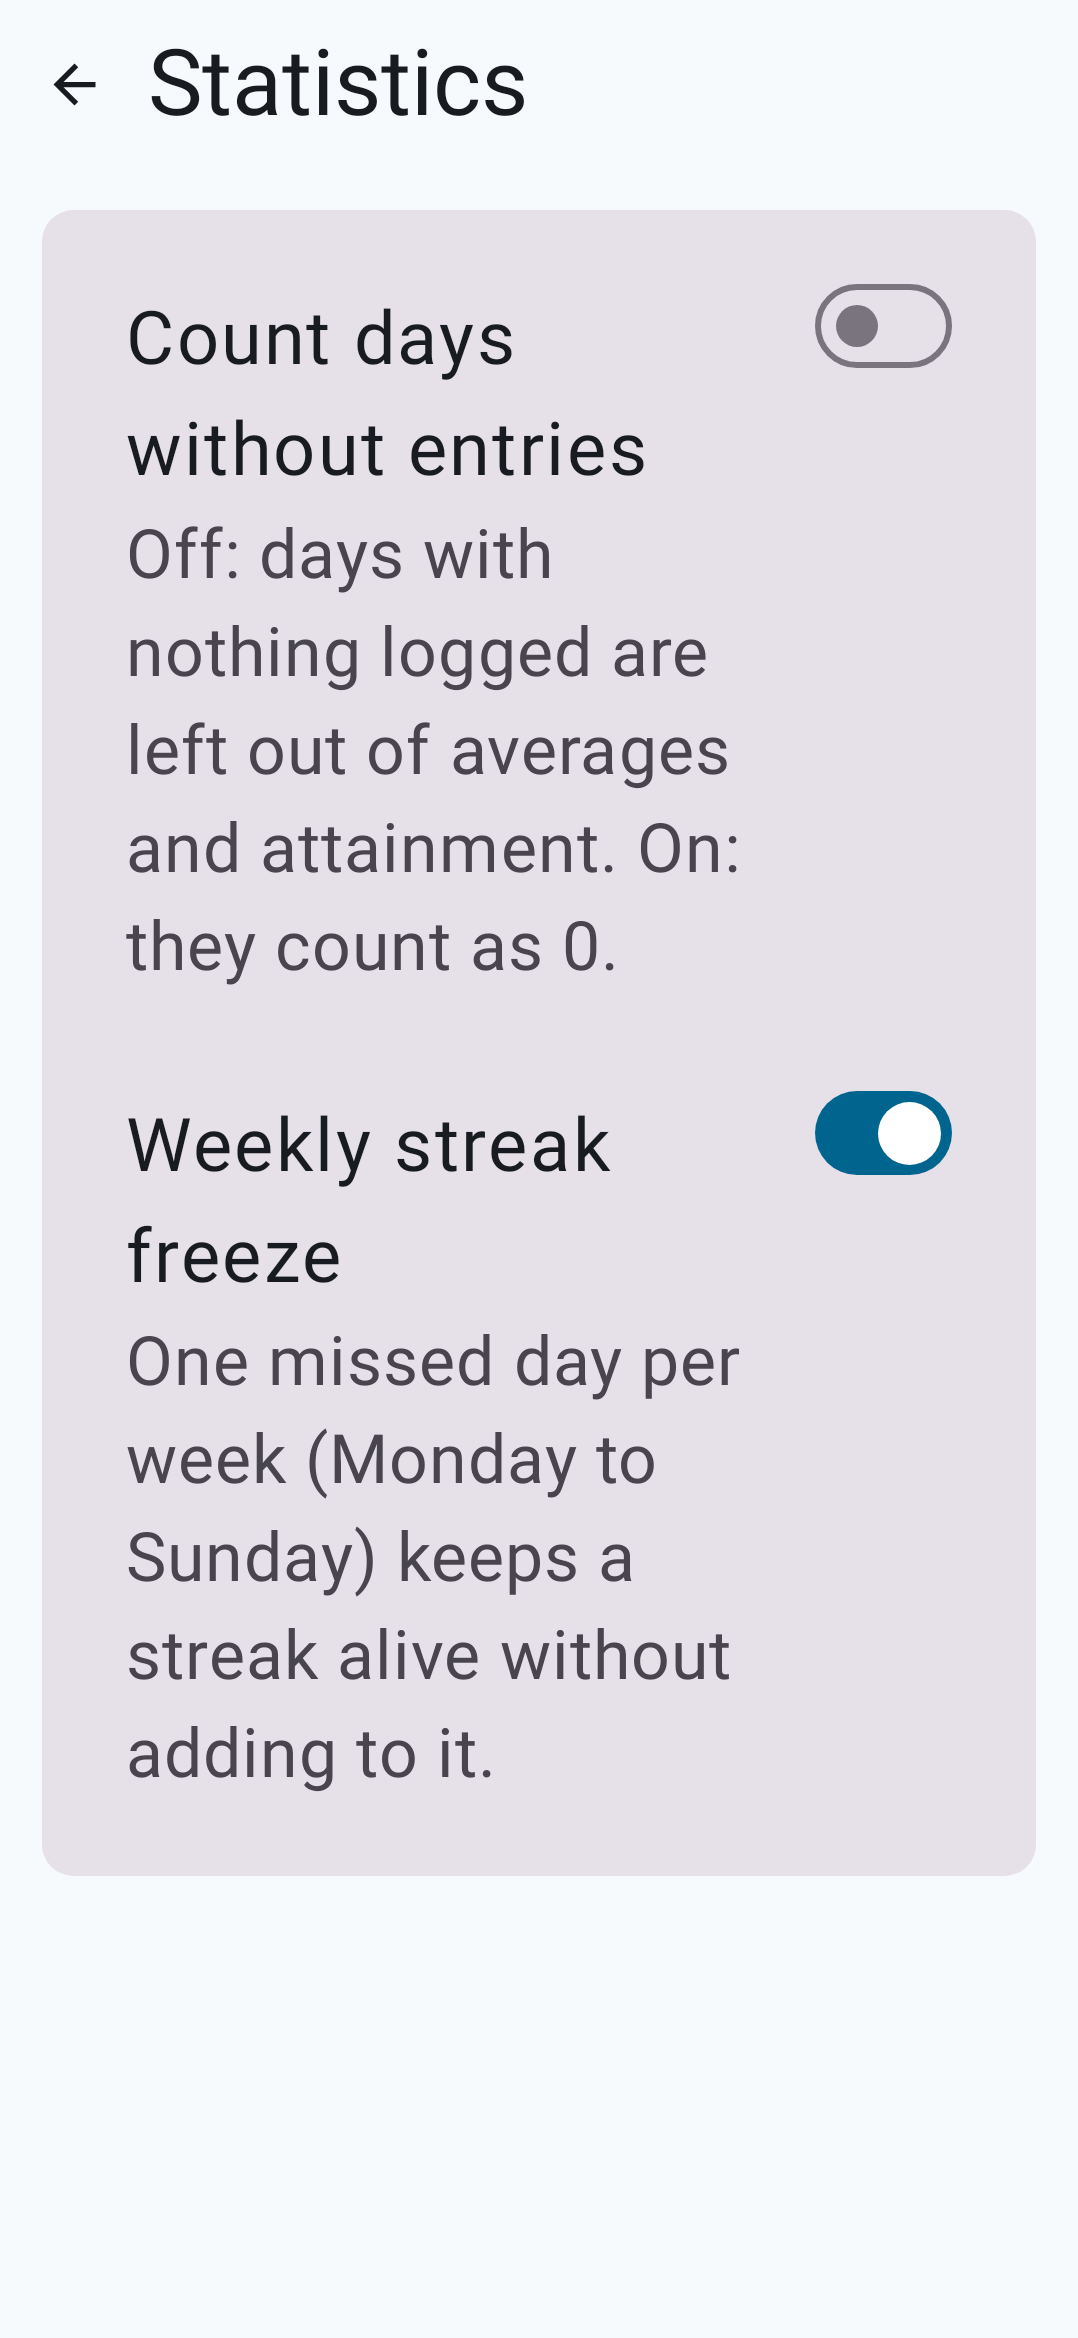 Statistics
Count days
without entries
Off: days with
nothing logged are
left out of averages
and attainment. On:
they count as 0.
Weekly streak
freeze
One missed day per
week (Monday to
Sunday) keeps a
streak alive without
adding to it.